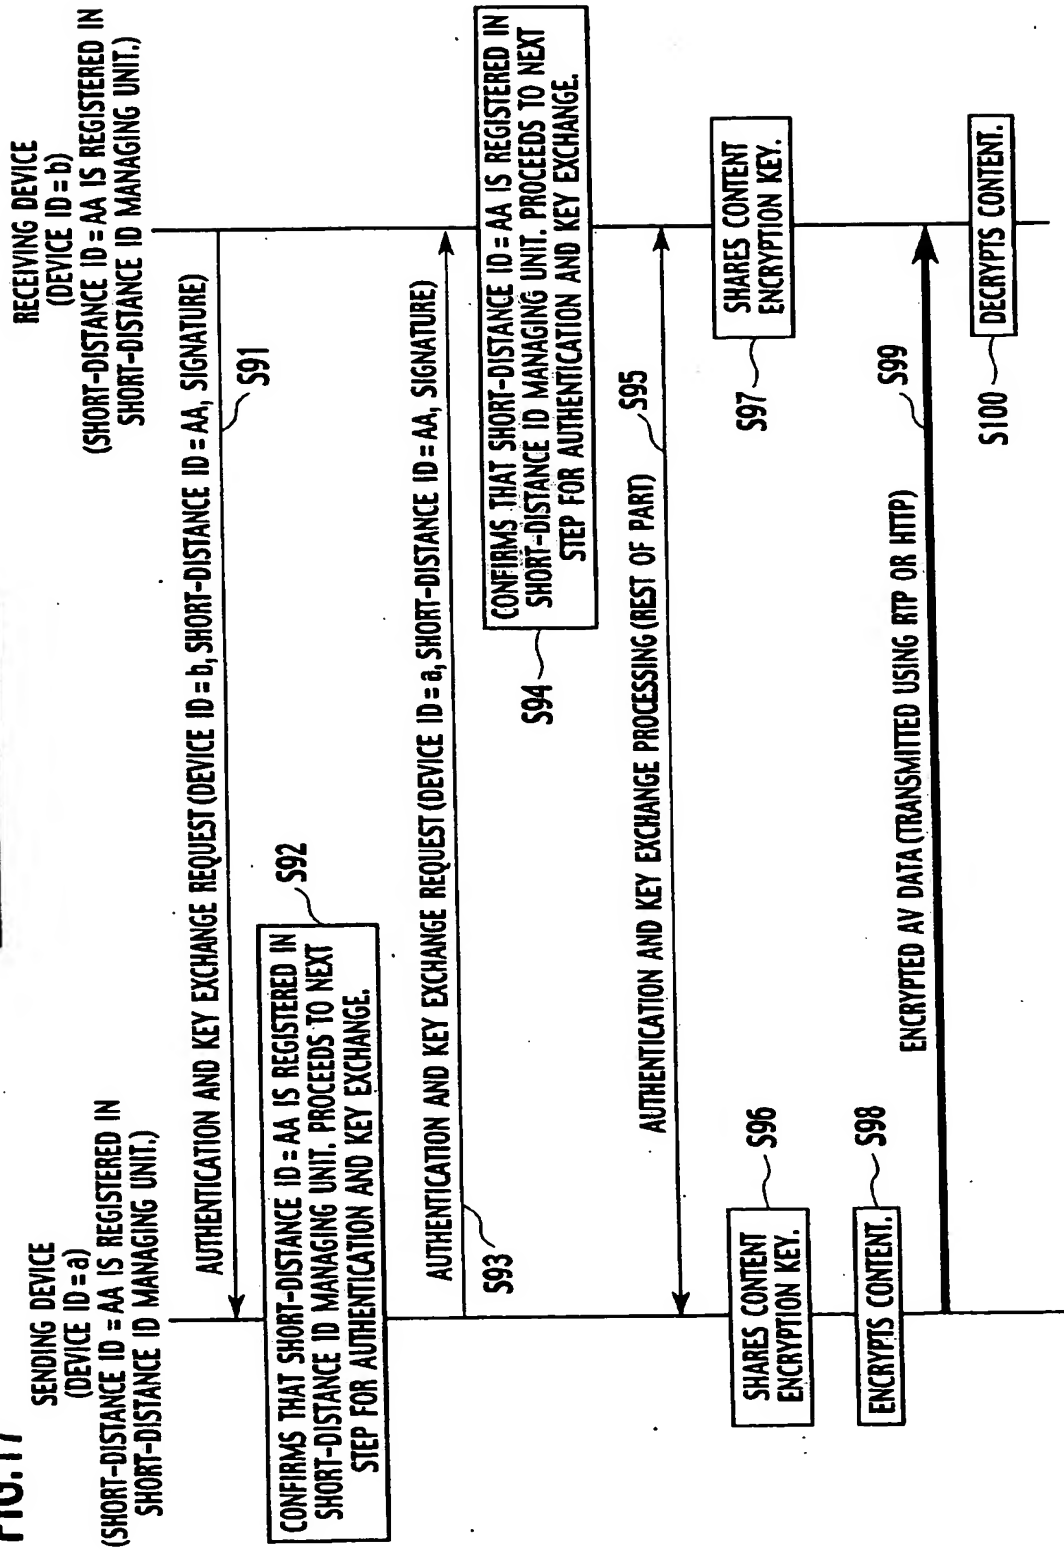 FIG.17
SENDING DEVICE
(DEVICE ID = a)
(SHORT-DISTANCE ID = AA IS REGISTERED IN
SHORT-DISTANCE ID MANAGING UNIT.)
RECEIVING DEVICE
(DEVICE ID = b)
(SHORT-DISTANCE ID = AA IS REGISTERED IN
SHORT-DISTANCE ID MANAGING UNIT.)
AUTHENTICATION AND KEY EXCHANGE REQUEST (DEVICE ID = b, SHORT-DISTANCE ID = AA, SIGNATURE)
S91
CONFIRMS THAT SHORT-DISTANCE ID = AA IS REGISTERED IN
SHORT-DISTANCE ID MANAGING UNIT. PROCEEDS TO NEXT
STEP FOR AUTHENTICATION AND KEY EXCHANGE.
S92
AUTHENTICATION AND KEY EXCHANGE REQUEST (DEVICE ID = a, SHORT-DISTANCE ID = AA, SIGNATURE)
S93
CONFIRMS THAT SHORT-DISTANCE ID = AA IS REGISTERED IN
SHORT-DISTANCE ID MANAGING UNIT. PROCEEDS TO NEXT
STEP FOR AUTHENTICATION AND KEY EXCHANGE.
S94
AUTHENTICATION AND KEY EXCHANGE PROCESSING (REST OF PART)
S95
SHARES CONTENT
ENCRYPTION KEY.
S96
SHARES CONTENT
ENCRYPTION KEY.
S97
ENCRYPTS CONTENT.
S98
ENCRYPTED AV DATA (TRANSMITTED USING RTP OR HTTP)
S99
DECRYPTS CONTENT.
S100